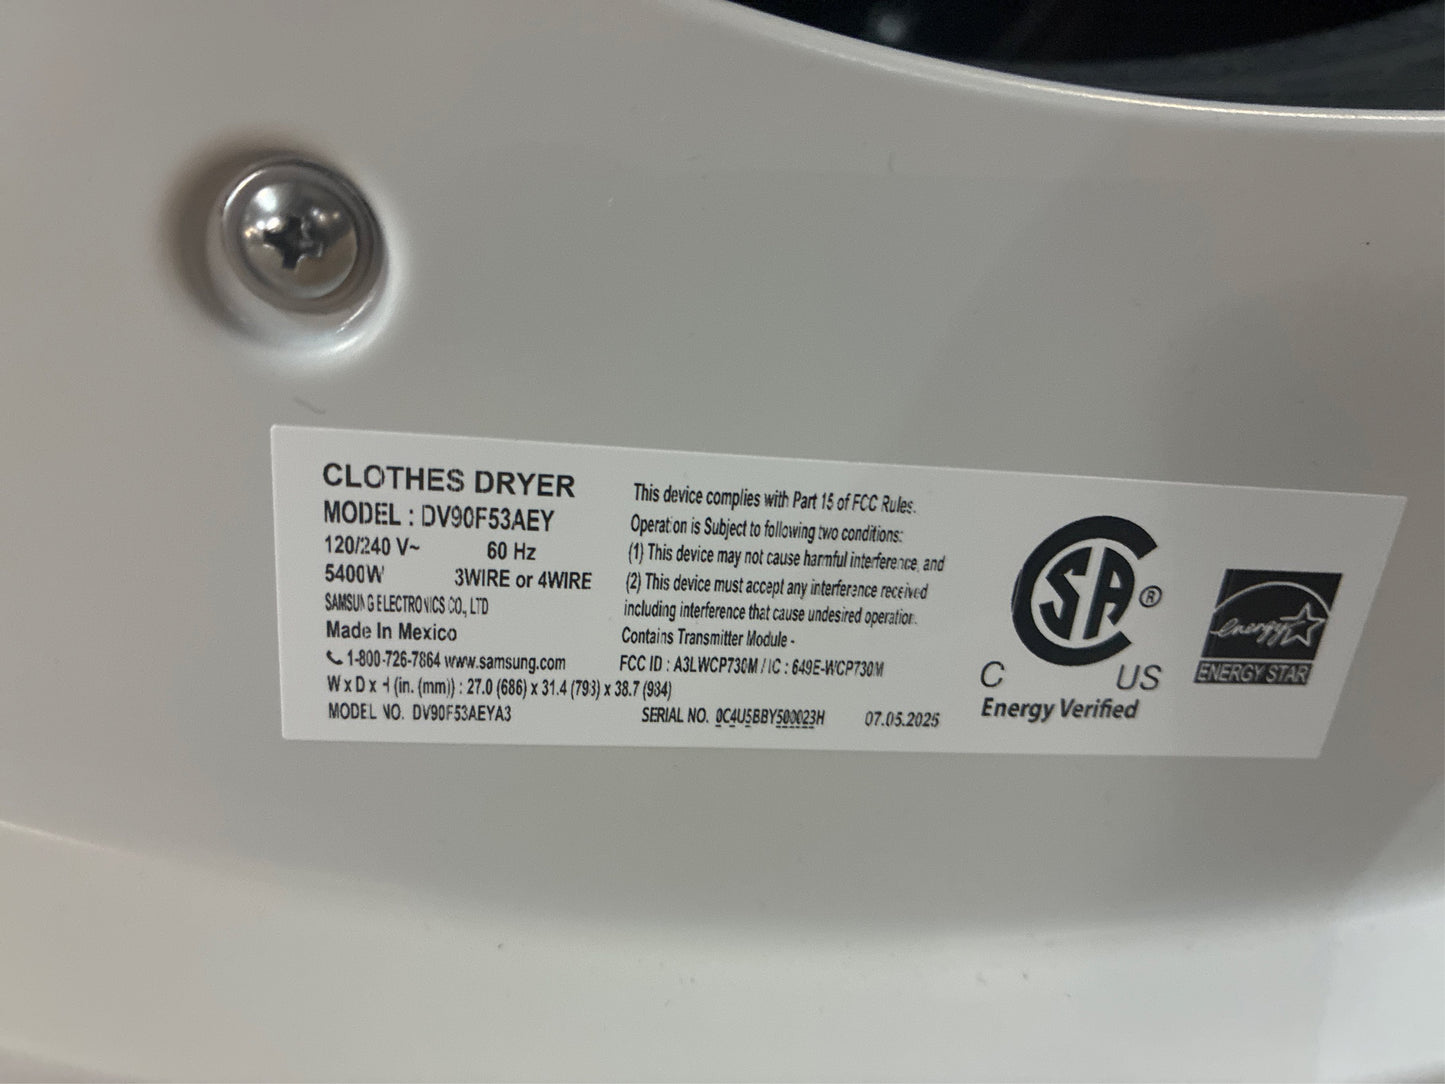 CLOTHES DRYER
MODEL : DV90F53AEY
120/240 V~ 60 Hz
5400W 3WIRE or 4WIRE
SAMSUNG ELECTRONICS CO., LTD
Made In Mexico
1-800-726-7864 www.samsung.com
W x D x H (in. (mm)) : 27.0 (686) x 31.4 (798) x 38.7 (984)
MODEL NO. DV90F53AEYA3
This device complies with Part 15 of FCC Rules.
Operation is Subject to following two conditions:
(1) This device may not cause harmful interference, and
(2) This device must accept any interference received
including interference that cause undesired operation.
Contains Transmitter Module -
FCC ID : A3LWCP730M / IC : 649E-WCP730M
SERIAL NO. 0C4U5BBY500023H 07.05.2025
SA ®
C US
Energy Verified
energy
ENERGY STAR